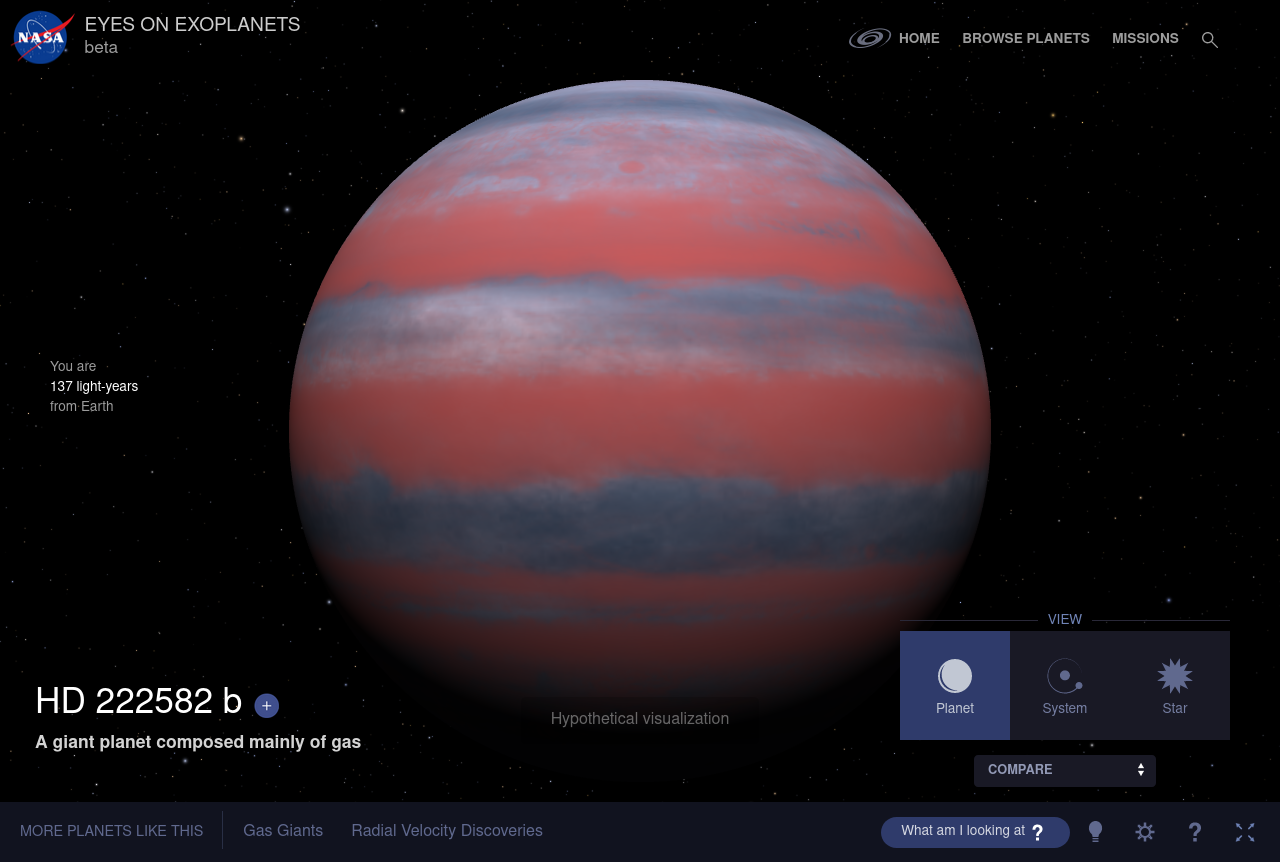 NASA
EYES ON EXOPLANETS
beta
HOME
BROWSE PLANETS
MISSIONS
You are
137 light-years
from Earth
VIEW
Planet
System
Star
HD 222582 b +
A giant planet composed mainly of gas
Hypothetical visualization
COMPARE
MORE PLANETS LIKE THIS
Gas Giants
Radial Velocity Discoveries
What am I looking at ?
?